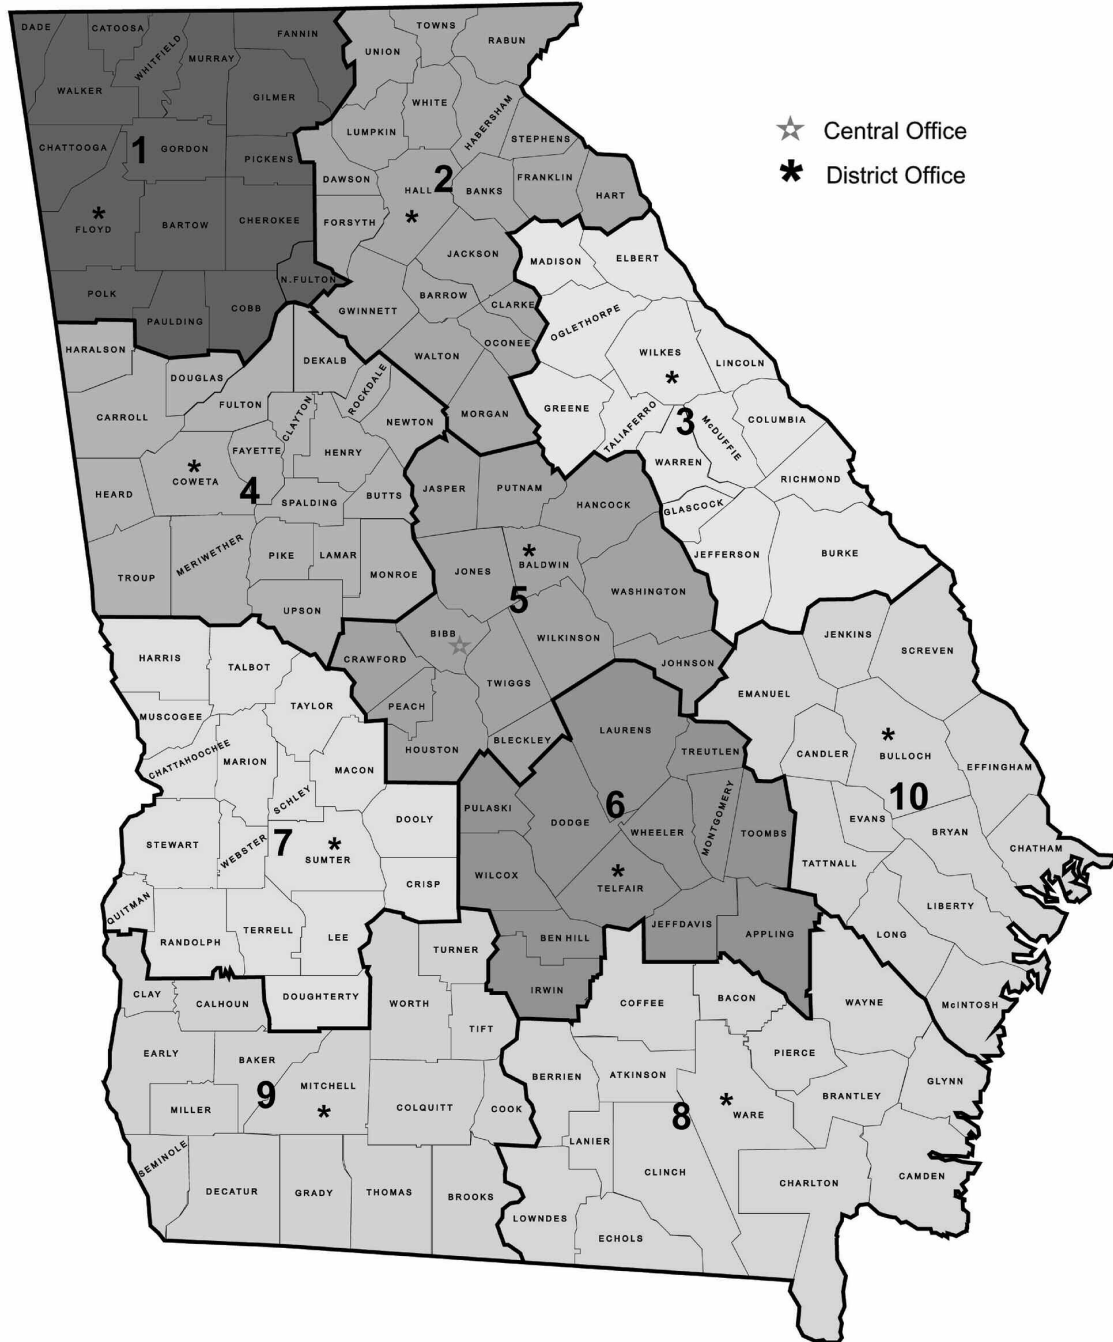 DADE
CATOOSA
WHITFIELD
MURRAY
FANNIN
UNION
TOWNS
RABUN
WALKER
GILMER
WHITE
LUMPKIN
HABERSHAM
STEPHENS
☆ Central Office
* District Office
CHATTOOGA
1
GORDON
PICKENS
DAWSON
HALL
2
BANKS
FRANKLIN
HART
*
FLOYD
BARTOW
CHEROKEE
FORSYTH
*
JACKSON
MADISON
ELBERT
POLK
PAULDING
COBB
N.FULTON
GWINNETT
BARROW
CLARKE
OCONEE
OGLETHORPE
HARALSON
DOUGLAS
DEKALB
ROCKDALE
WALTON
WILKES
*
LINCOLN
CARROLL
FULTON
CLAYTON
NEWTON
MORGAN
GREENE
TALIAFERRO
3
McDUFFIE
COLUMBIA
*
COWETA
FAYETTE
HENRY
WARREN
RICHMOND
HEARD
4
SPALDING
BUTTS
JASPER
PUTNAM
HANCOCK
GLASCOCK
TROUP
MERIWETHER
PIKE
LAMAR
MONROE
JONES
*
BALDWIN
JEFFERSON
BURKE
UPSON
5
WASHINGTON
HARRIS
TALBOT
CRAWFORD
BIBB
WILKINSON
JOHNSON
JENKINS
SCREVEN
MUSCOGEE
TAYLOR
PEACH
TWIGGS
EMANUEL
CHATTAHOOCHEE
MARION
MACON
HOUSTON
BLECKLEY
LAURENS
TREUTLEN
CANDLER
*
BULLOCH
EFFINGHAM
SCHLEY
DOOLY
PULASKI
DODGE
6
MONTGOMERY
TOOMBS
EVANS
10
STEWART
WEBSTER
7
*
SUMTER
CRISP
WILCOX
WHEELER
*
TELFAIR
TATTNALL
BRYAN
CHATHAM
QUITMAN
RANDOLPH
TERRELL
LEE
TURNER
BEN HILL
JEFFDAVIS
APPLING
LONG
LIBERTY
CLAY
CALHOUN
DOUGHTERTY
WORTH
TIFT
IRWIN
COFFEE
BACON
WAYNE
McINTOSH
EARLY
BAKER
MITCHELL
*
BERRIEN
ATKINSON
PIERCE
GLYNN
MILLER
9
COLQUITT
COOK
LANIER
8
*
WARE
BRANTLEY
SEMINOLE
DECATUR
GRADY
THOMAS
BROOKS
LOWNDES
CLINCH
ECHOLS
CHARLTON
CAMDEN